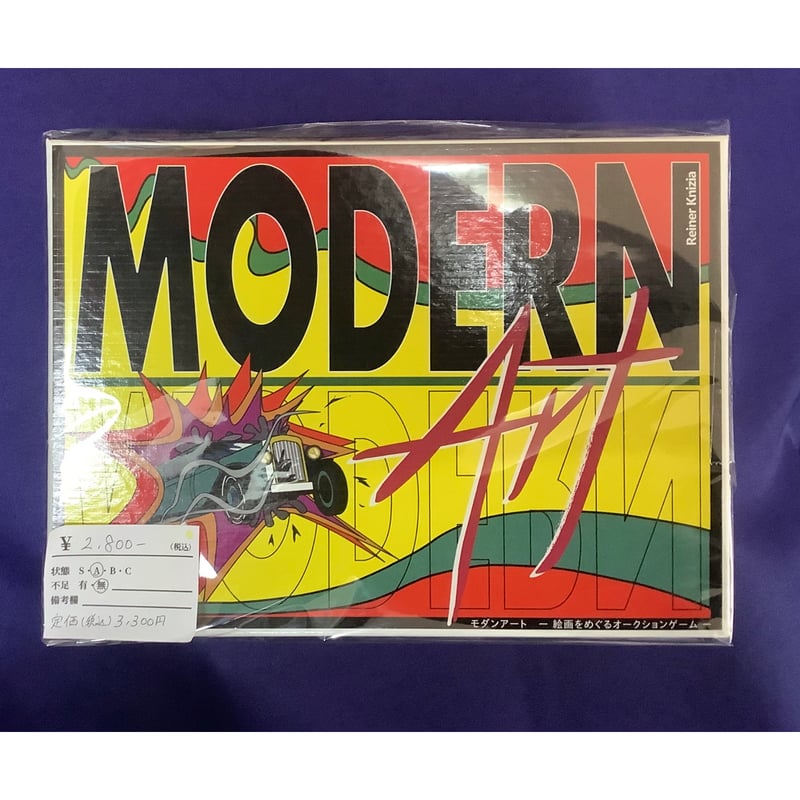 MODERN
Reiner Knizia
Art
MODERN
¥ 2,800- (税込)
状態 S・A・B・C
不足 有・無
備考欄
定価(税込) 3,300円
モダンアート ー 絵画をめぐるオークションゲーム ー